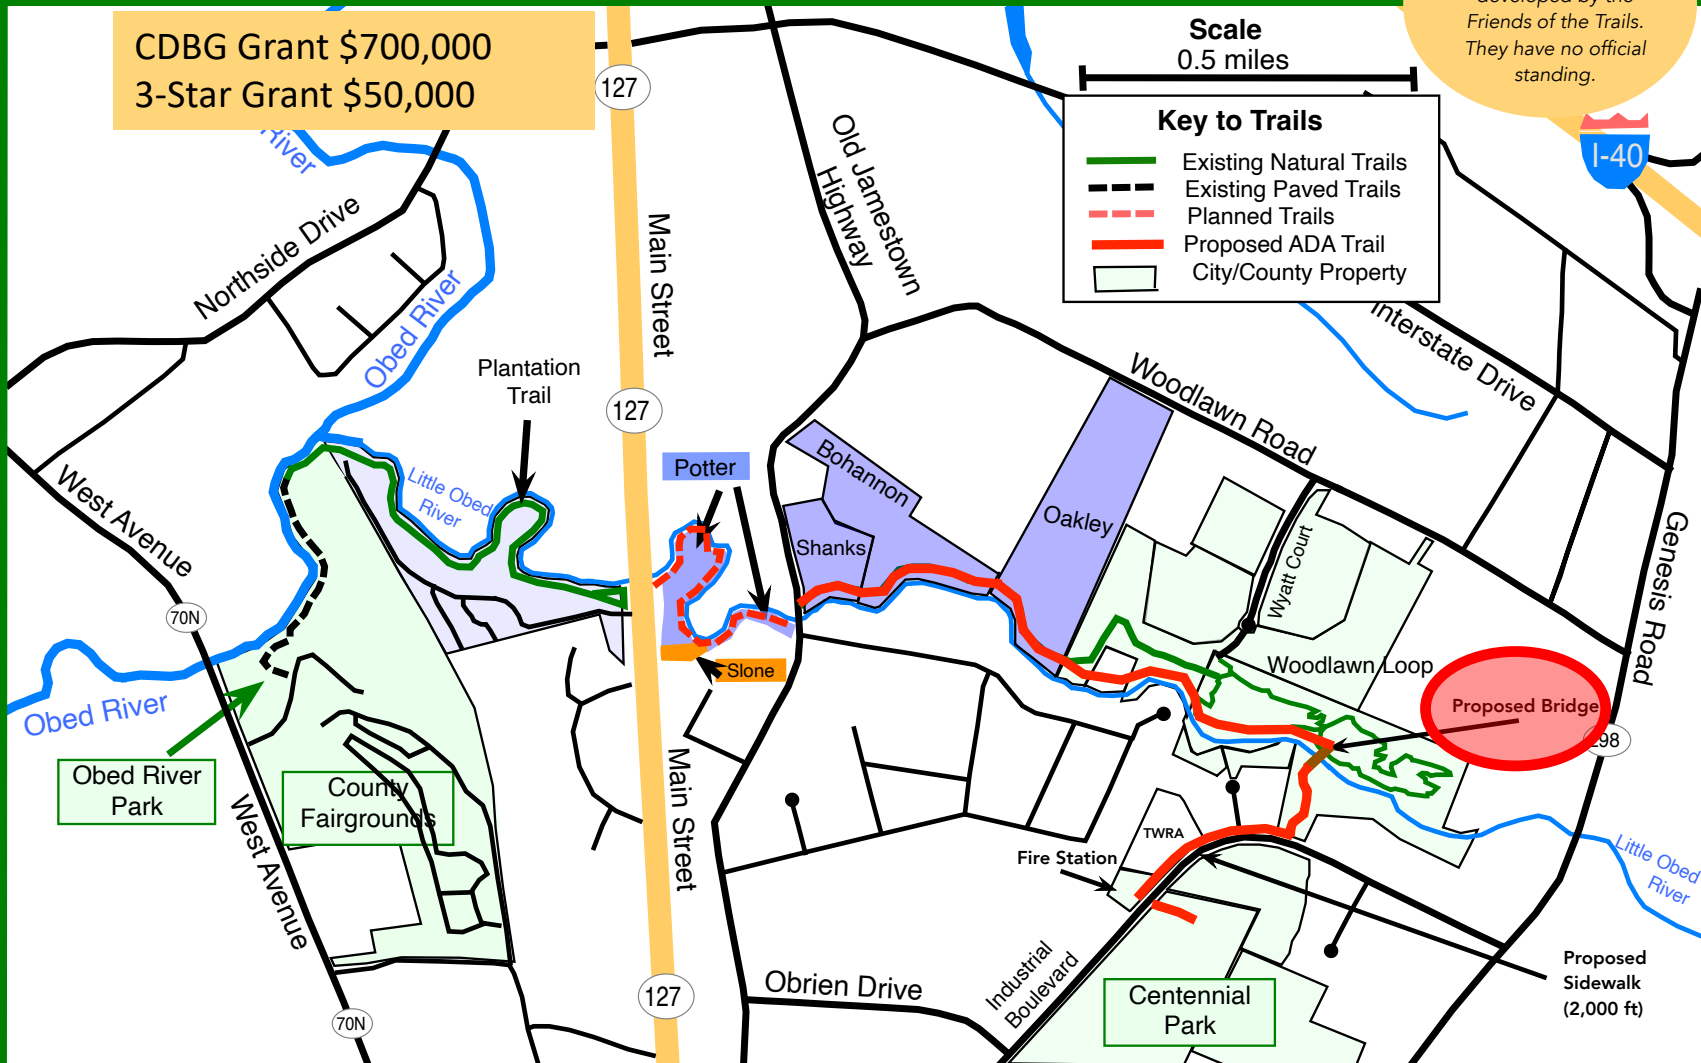 CDBG Grant $700,000
3-Star Grant $50,000
developed by the
Friends of the Trails.
They have no official
standing.
Scale
0.5 miles
Key to Trails
Existing Natural Trails
Existing Paved Trails
Planned Trails
Proposed ADA Trail
City/County Property
I-40
127
River
Northside Drive
Obed River
Main Street
Old Jamestown
Highway
Interstate Drive
Woodlawn Road
Plantation
Trail
127
West Avenue
Little Obed
River
Potter
Bohannon
Shanks
Oakley
Wyatt Court
Genesis Road
70N
Slone
Woodlawn Loop
Proposed Bridge
298
Obed River
Obed River
Park
County
Fairgrounds
West Avenue
Main Street
TWRA
Fire Station
Little Obed
River
Proposed
Sidewalk
(2,000 ft)
Industrial
Boulevard
Obrien Drive
Centennial
Park
127
70N